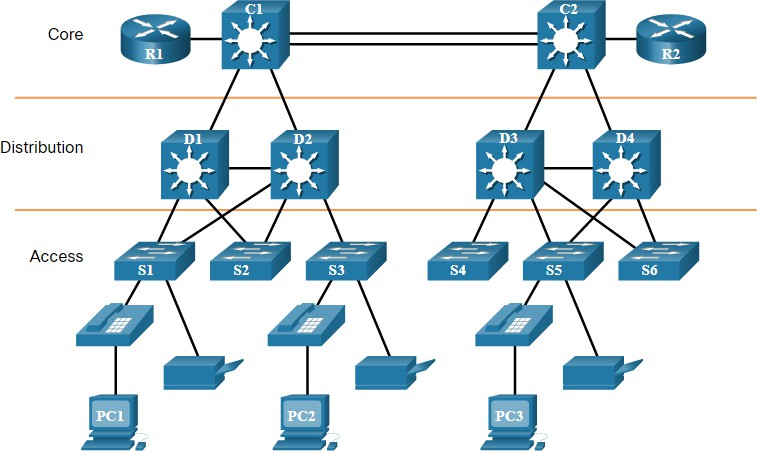 C1
C2
Core
R1
R2
D1
D2
D3
D4
Distribution
Access
S1
S2
S3
S4
S5
S6
PC1
PC2
PC3